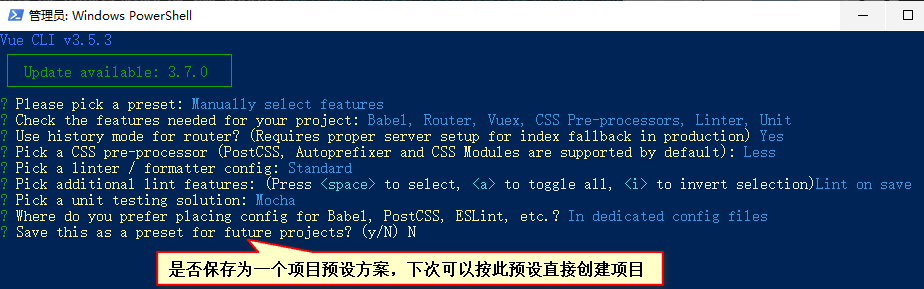 管理员: Windows PowerShell
Vue CLI v3.5.3
Update available: 3.7.0
? Please pick a preset: Manually select features
? Check the features needed for your project: Babel, Router, Vuex, CSS Pre-processors, Linter, Unit
? Use history mode for router? (Requires proper server setup for index fallback in production) Yes
? Pick a CSS pre-processor (PostCSS, Autoprefixer and CSS Modules are supported by default): Less
? Pick a linter / formatter config: Standard
? Pick additional lint features: (Press <space> to select, <a> to toggle all, <i> to invert selection)Lint on save
? Pick a unit testing solution: Mocha
? Where do you prefer placing config for Babel, PostCSS, ESLint, etc.? In dedicated config files
? Save this as a preset for future projects? (y/N) N
是否保存为一个项目预设方案，下次可以按此预设直接创建项目